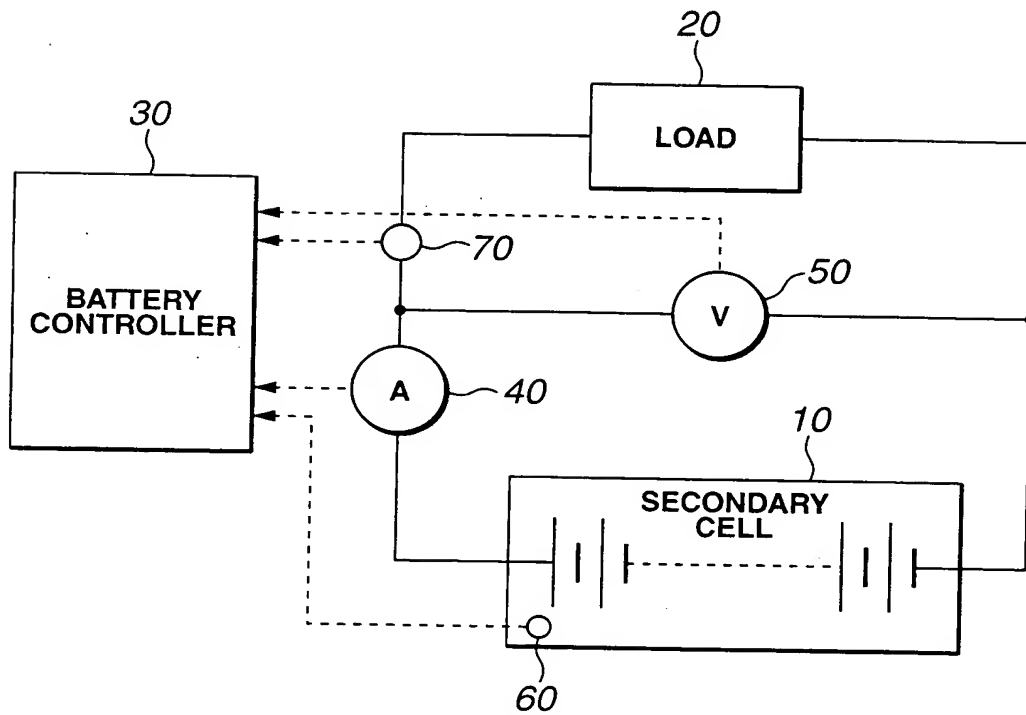 20
LOAD
30
BATTERY
CONTROLLER
70
50
V
A
40
10
SECONDARY
CELL
60